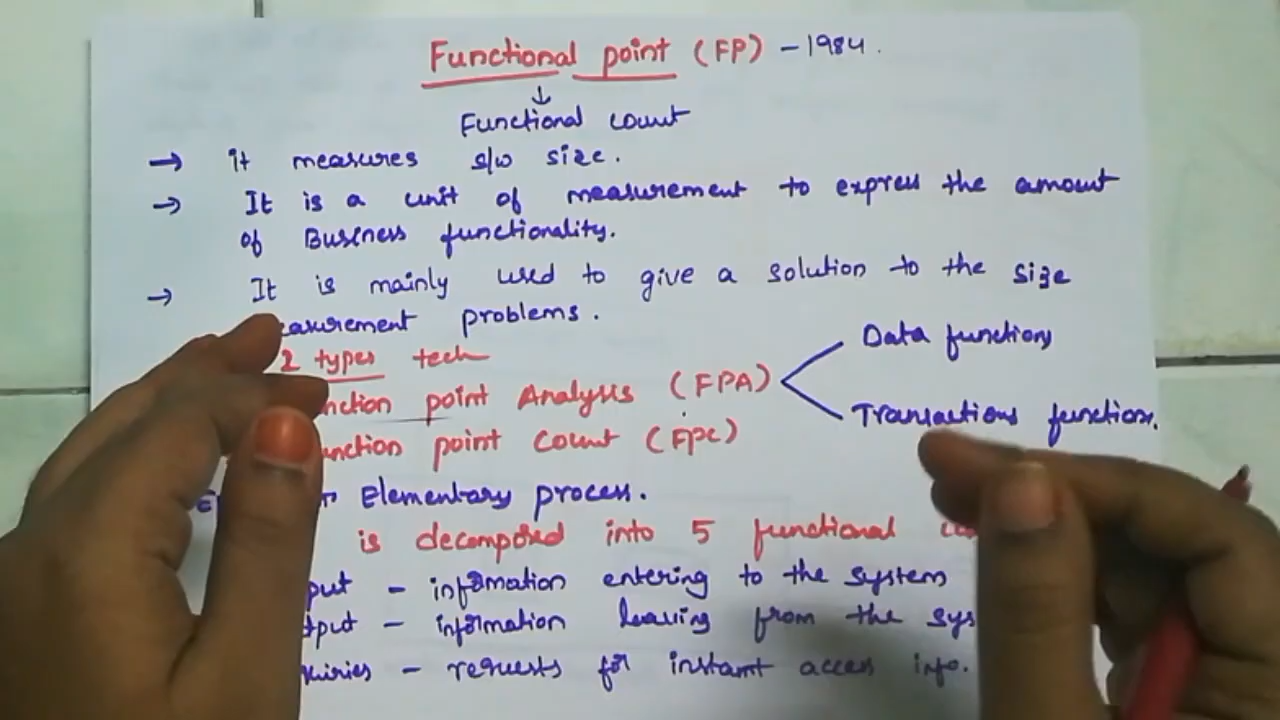 Functional point (FP) - 1984.
↓
Functional count
→ it measures s/w size.
→ It is a unit of measurement to express the amount
of Business functionality.
→ It is mainly used to give a solution to the size
problems.
2 types tech
point Analysis (FPA)
Data functions
Transactions functions.
point Count (FPC)
Elementary process.
is decomposed into 5 functional
- information entering to the system
- information leaving from the
- requests for instant access info.